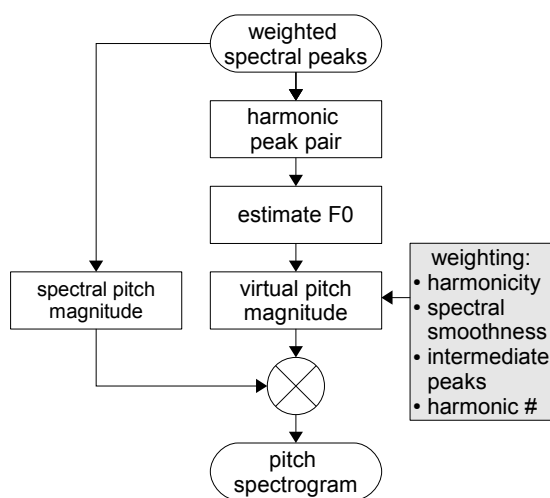 weighted
spectral peaks
harmonic
peak pair
estimate F0
spectral pitch
magnitude
virtual pitch
magnitude
weighting:
• harmonicity
• spectral
smoothness
• intermediate
peaks
• harmonic #
pitch
spectrogram